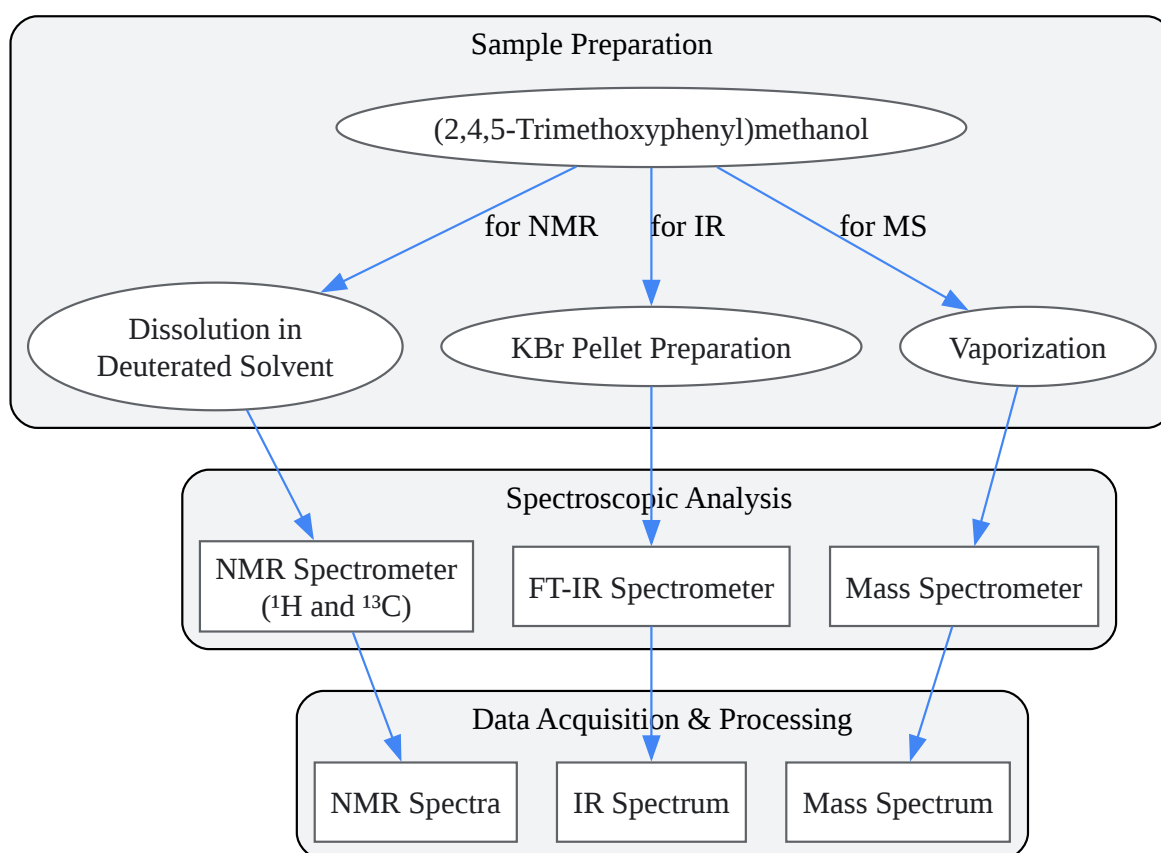 Sample Preparation
(2,4,5-Trimethoxyphenyl)methanol
for NMR
for IR
for MS
Dissolution in
Deuterated Solvent
KBr Pellet Preparation
Vaporization
Spectroscopic Analysis
NMR Spectrometer
(¹H and ¹³C)
FT-IR Spectrometer
Mass Spectrometer
Data Acquisition & Processing
NMR Spectra
IR Spectrum
Mass Spectrum